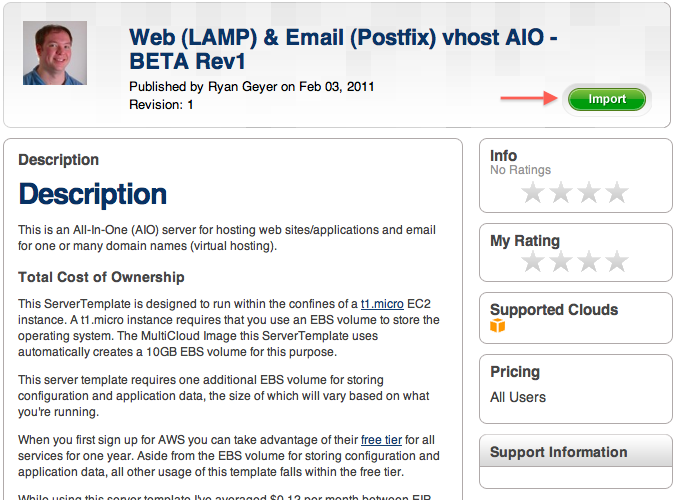 Web (LAMP) & Email (Postfix) vhost AIO -
BETA Rev1
Published by Ryan Geyer on Feb 03, 2011
Revision: 1
Import
Description
Description
This is an All-In-One (AIO) server for hosting web sites/applications and email
for one or many domain names (virtual hosting).
Total Cost of Ownership
This ServerTemplate is designed to run within the confines of a t1.micro EC2
instance. A t1.micro instance requires that you use an EBS volume to store the
operating system. The MultiCloud Image this ServerTemplate uses
automatically creates a 10GB EBS volume for this purpose.
This server template requires one additional EBS volume for storing
configuration and application data, the size of which will vary based on what
you're running.
When you first sign up for AWS you can take advantage of their free tier for all
services for one year. Aside from the EBS volume for storing configuration and
application data, all other usage of this template falls within the free tier.
While using this server template I've averaged $0.12 per month between EIP
Info
No Ratings
My Rating
Supported Clouds
Pricing
All Users
Support Information